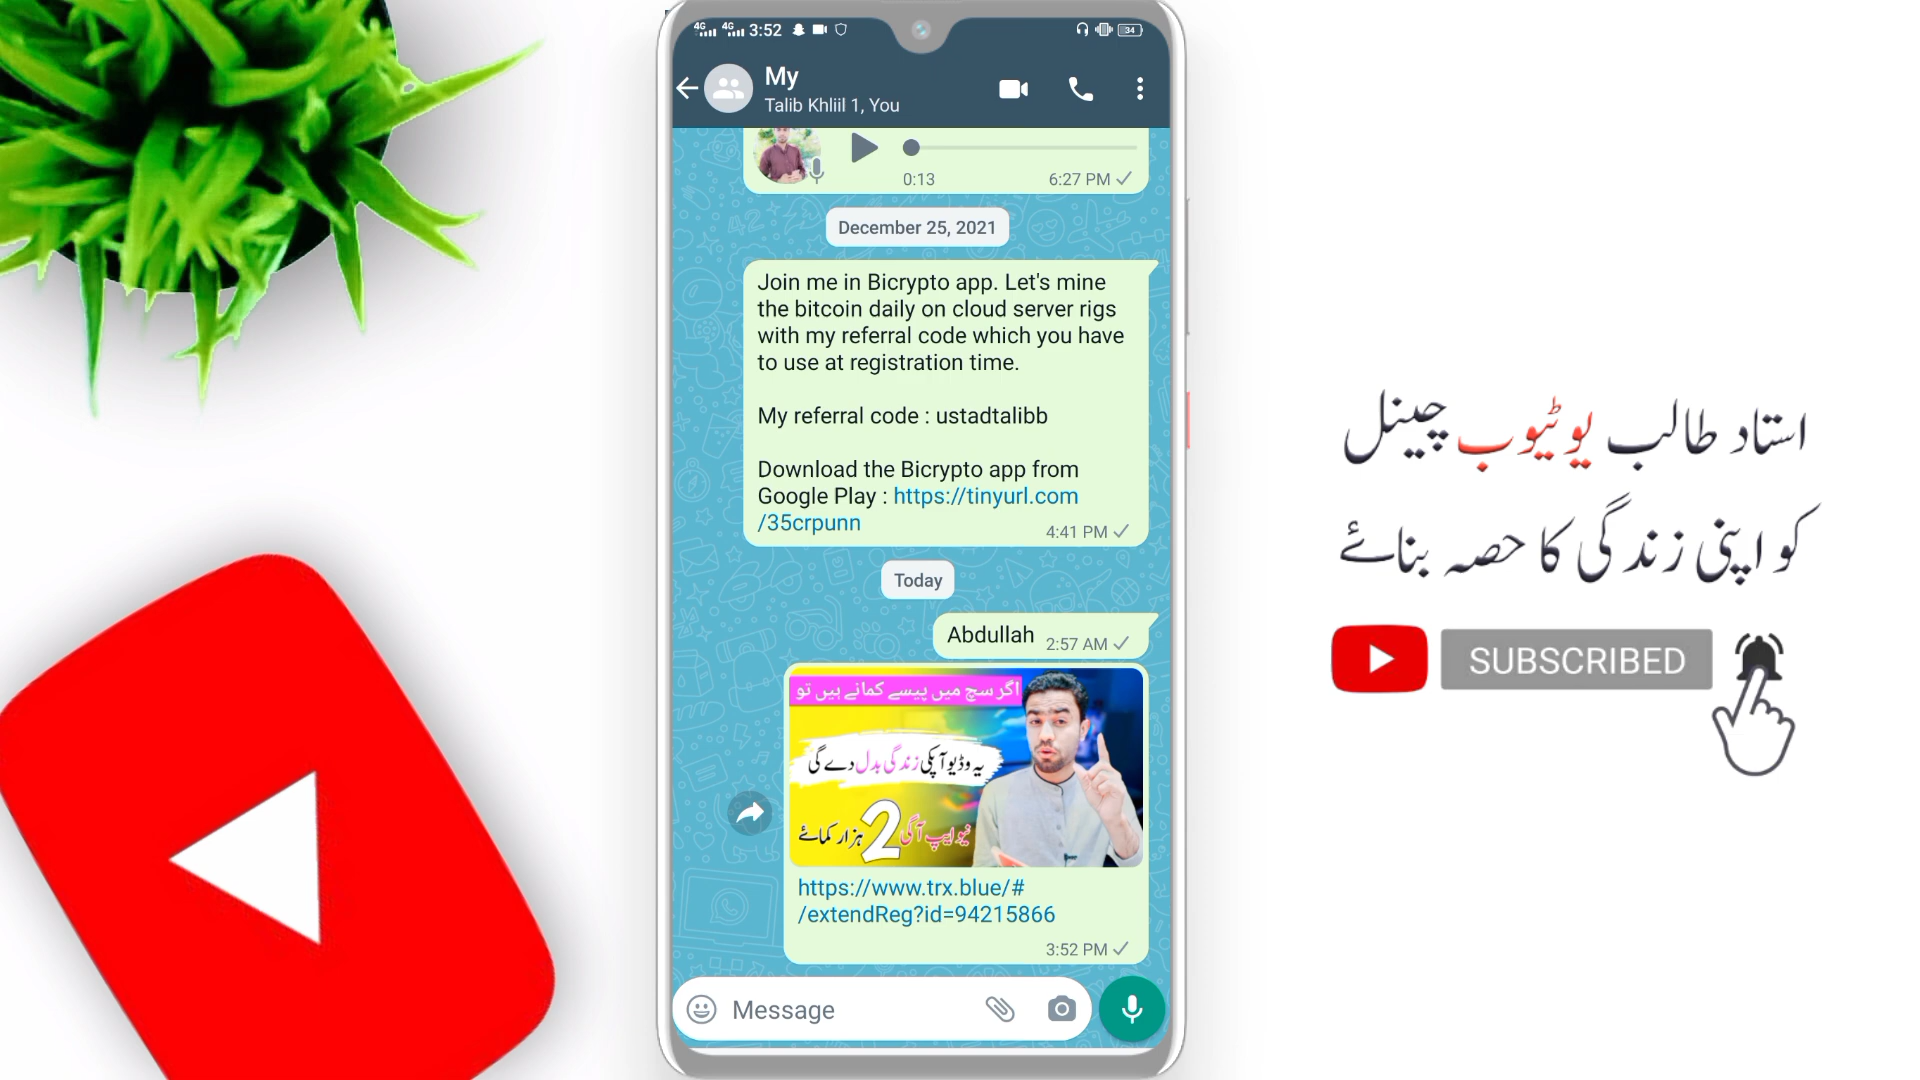 4G 4G 3:52 34
My
Talib Khliil 1, You
0:13 6:27 PM
December 25, 2021
Join me in Bicrypto app. Let's mine
the bitcoin daily on cloud server rigs
with my referral code which you have
to use at registration time.
My referral code : ustadtalibb
Download the Bicrypto app from
Google Play : https://tinyurl.com
/35crpunn
4:41 PM
Today
Abdullah 2:57 AM
اگر سچ میں پیسے کمانے ہیں تو
یہ وڈیو آپکی زندگی بدل دے گی
نیو ایپ آگی 2 ہزار کمائے
https://www.trx.blue/#
/extendReg?id=94215866
3:52 PM
Message
استاد طالب یوٹیوب چینل
کو اپنی زندگی کا حصہ بنائے
SUBSCRIBED